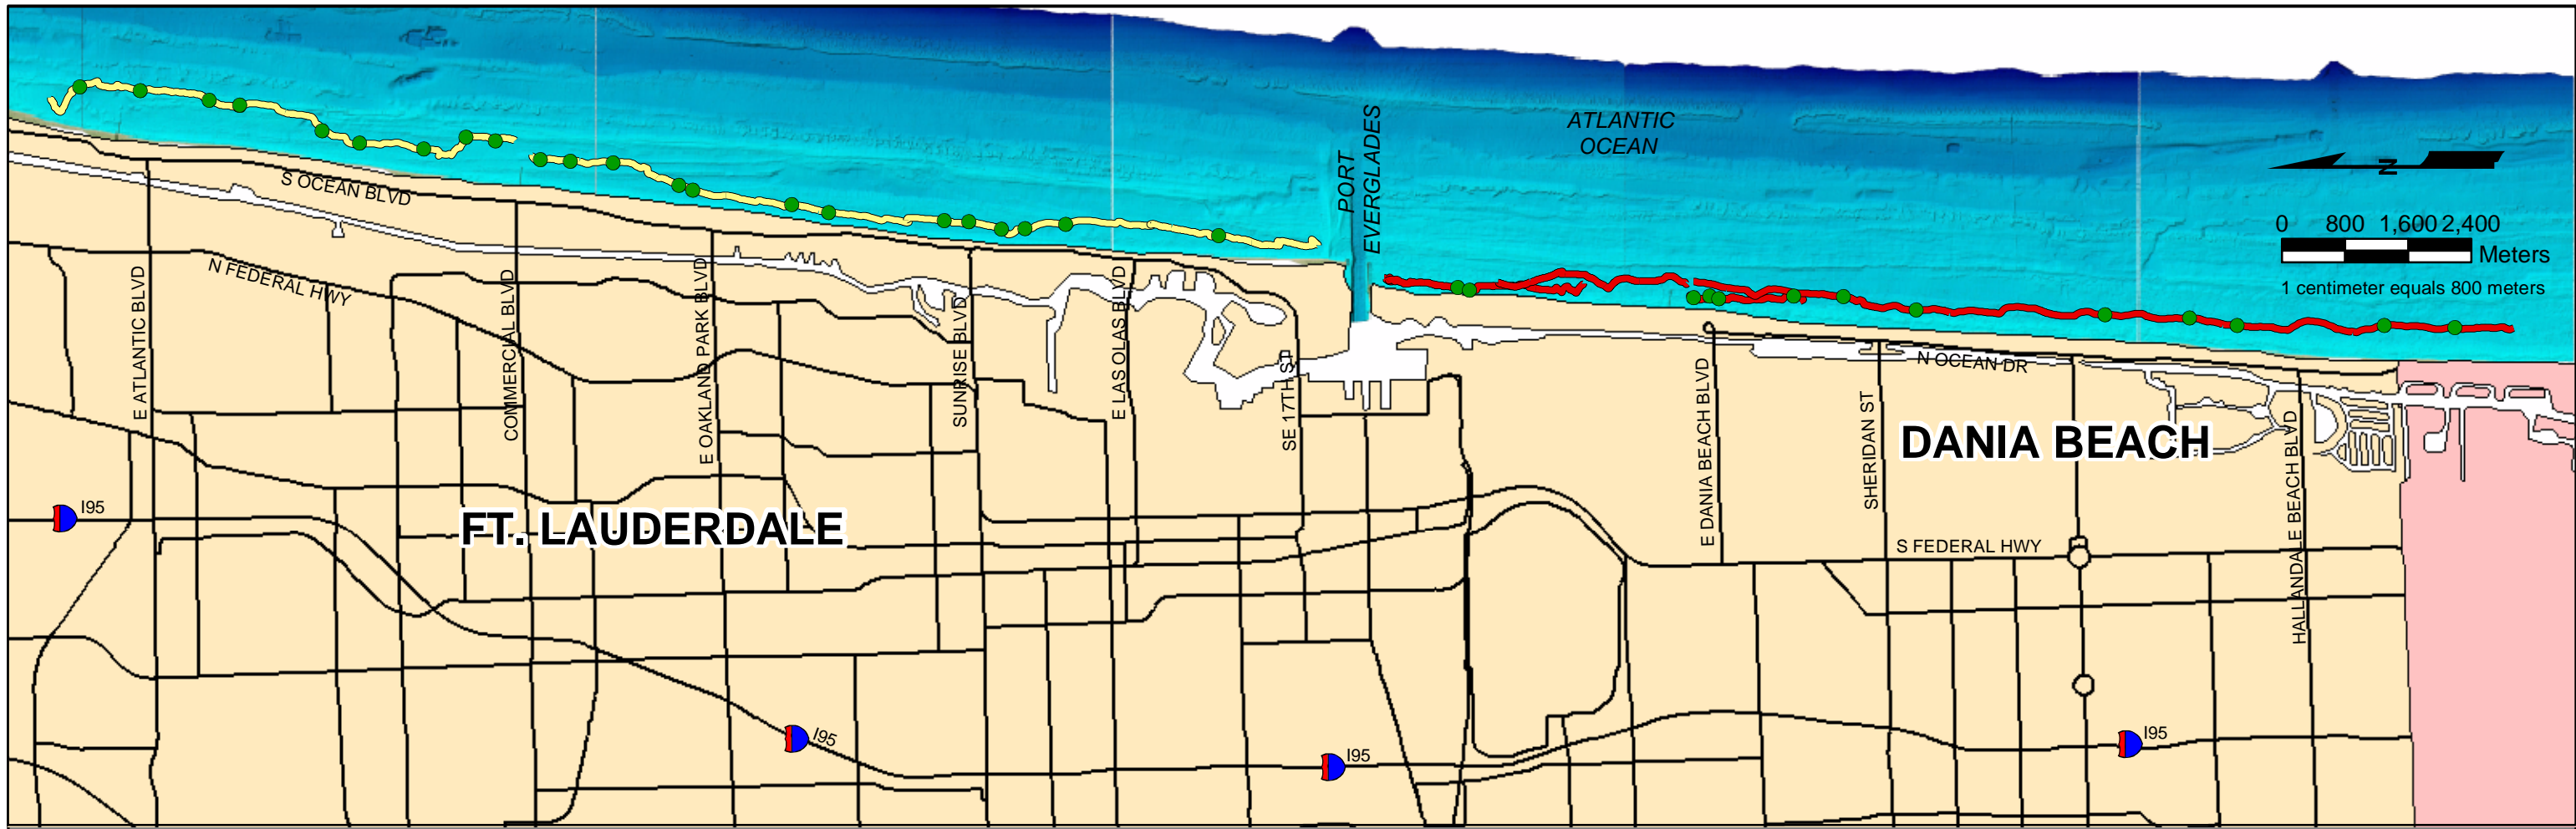 ATLANTIC
OCEAN
PORT
EVERGLADES
N
0 800 1,600 2,400
Meters
1 centimeter equals 800 meters
S OCEAN BLVD
N FEDERAL HWY
E ATLANTIC BLVD
COMMERCIAL BLVD
E OAKLAND PARK BLVD
SUNRISE BLVD
E LAS OLAS BLVD
SE 17TH ST
N OCEAN DR
E DANIA BEACH BLVD
SHERIDAN ST
DANIA BEACH
HALLANDALE BEACH BLVD
I95
FT. LAUDERDALE
S FEDERAL HWY
I95
I95
I95